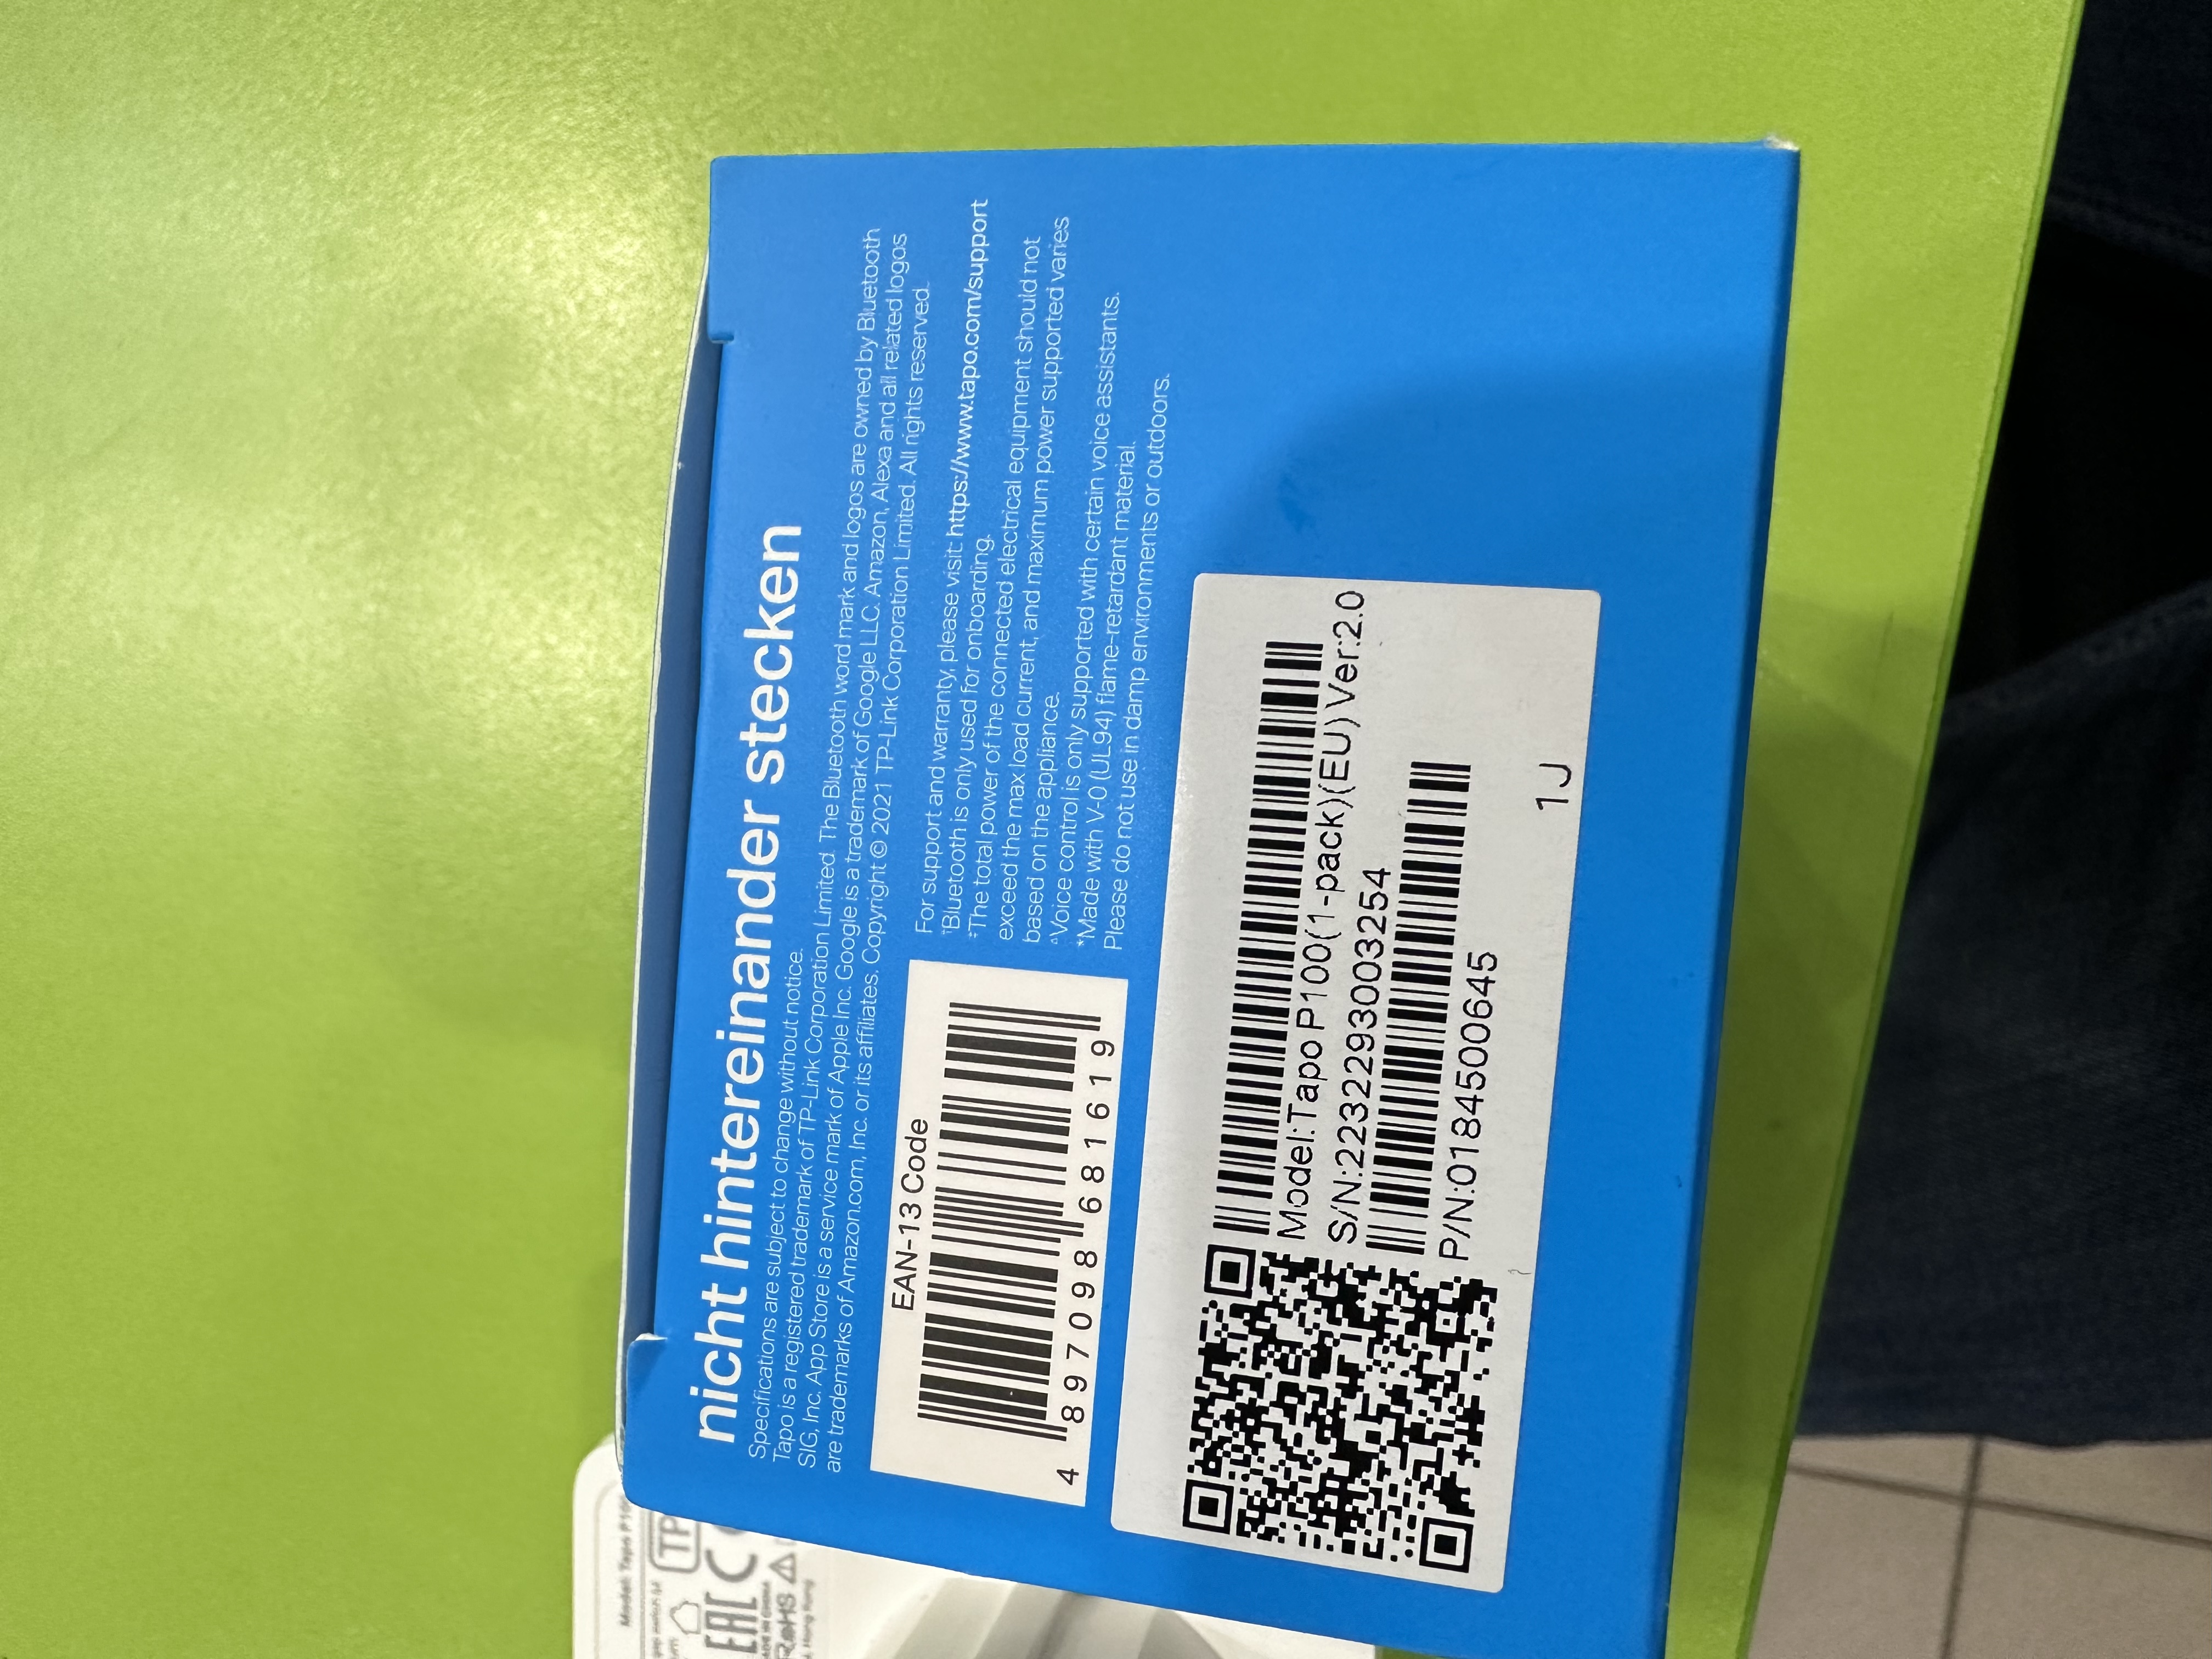 nicht hintereinander stecken
Specifications are subject to change without notice.
Tapo is a registered trademark of TP-Link Corporation Limited. The Bluetooth word mark and logos are owned by Bluetooth
SIG, Inc. App Store is a service mark of Apple Inc. Google is a trademark of Google LLC. Amazon, Alexa and all related logos
are trademarks of Amazon.com, Inc. or its affiliates. Copyright © 2021 TP-Link Corporation Limited. All rights reserved.
EAN-13 Code
4 897098 681619
For support and warranty, please visit https://www.tapo.com/support
Bluetooth is only used for onboarding.
‡The total power of the connected electrical equipment should not
exceed the max load current, and maximum power supported varies
based on the appliance.
^Voice control is only supported with certain voice assistants.
*Made with V-0 (UL94) flame-retardant material.
Please do not use in damp environments or outdoors.
Model:Tapo P100(1-pack)(EU) Ver:2.0
S/N:2232293003254
P/N:0184500645
1J
Model: Tapo
TP
EAC
RoHS
Hong Kong